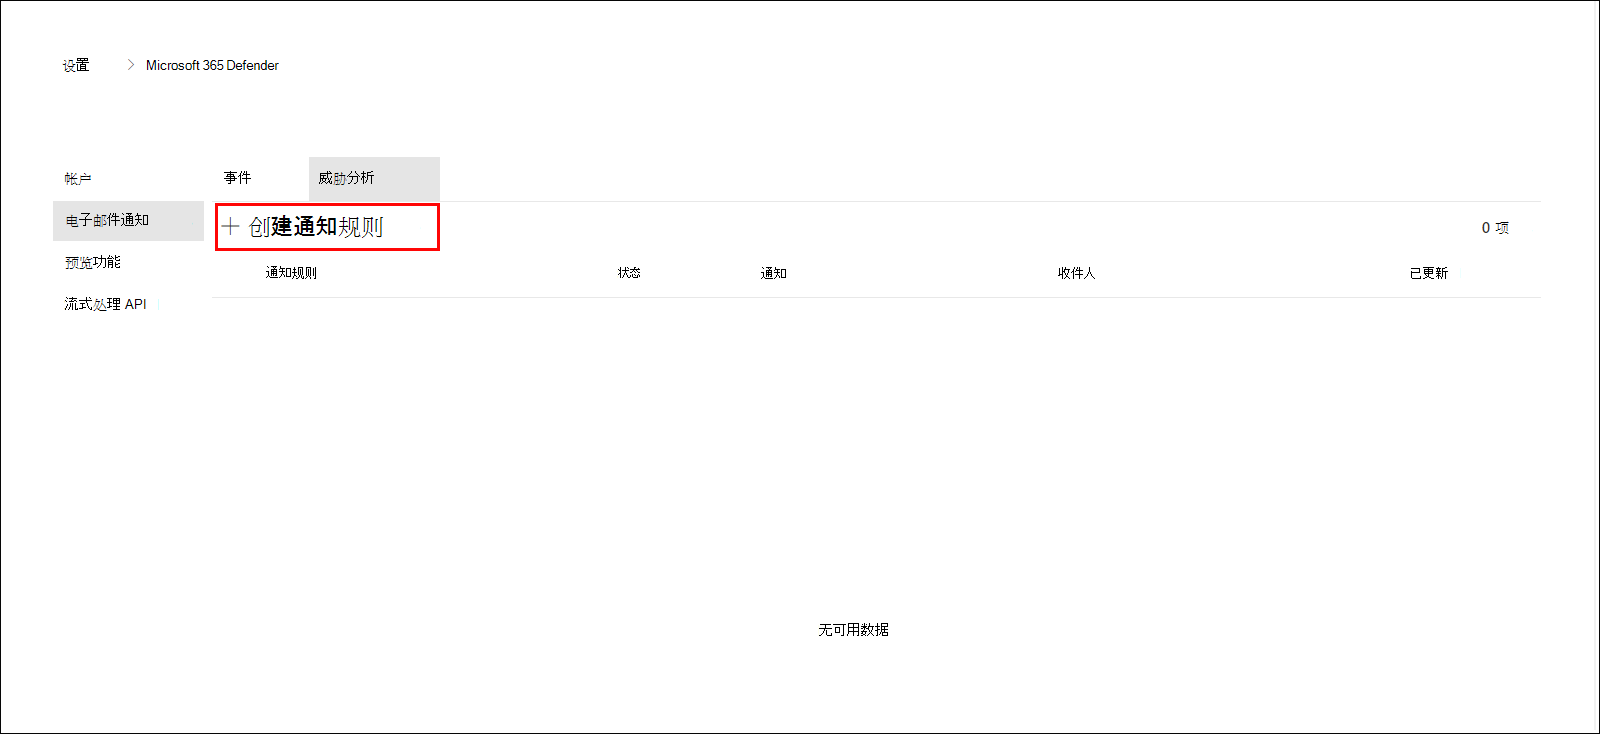 设置 > Microsoft 365 Defender
帐户
电子邮件通知
预览功能
流式处理 API
事件 威胁分析
+ 创建通知规则
0 项
通知规则 状态 通知 收件人 已更新
无可用数据